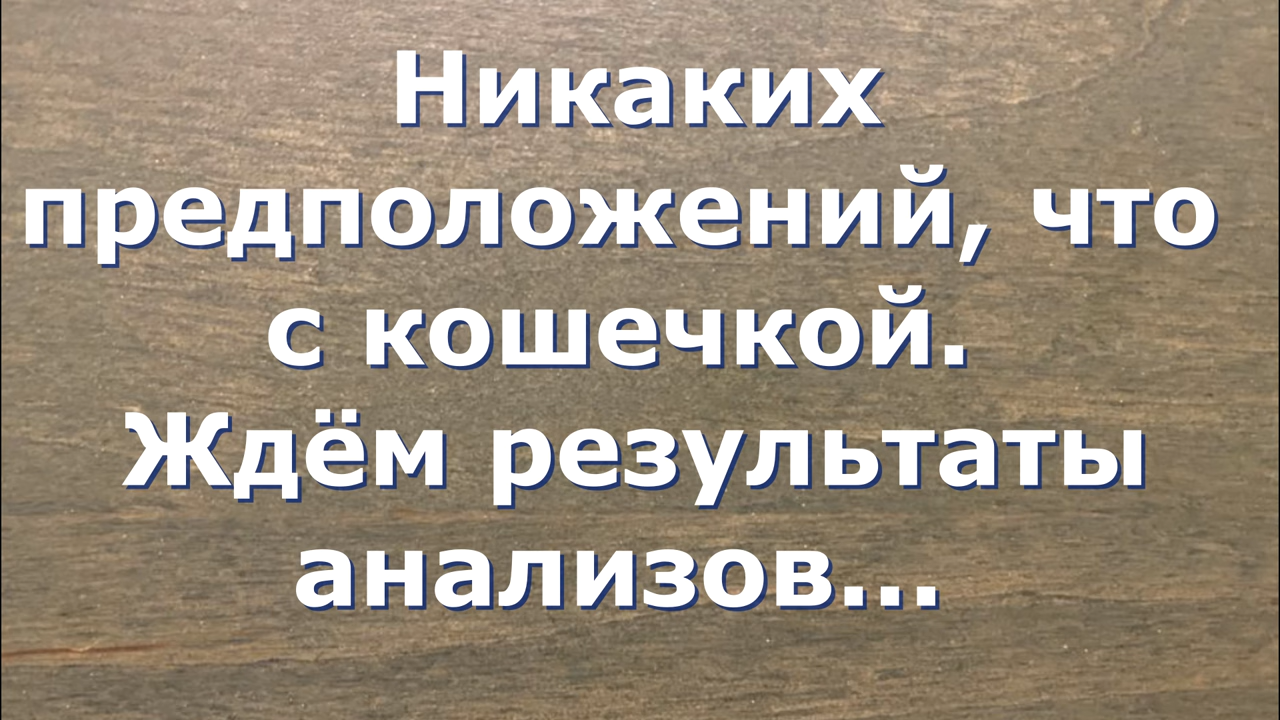 Никаких
предположений, что
с кошечкой.
Ждём результаты
анализов...